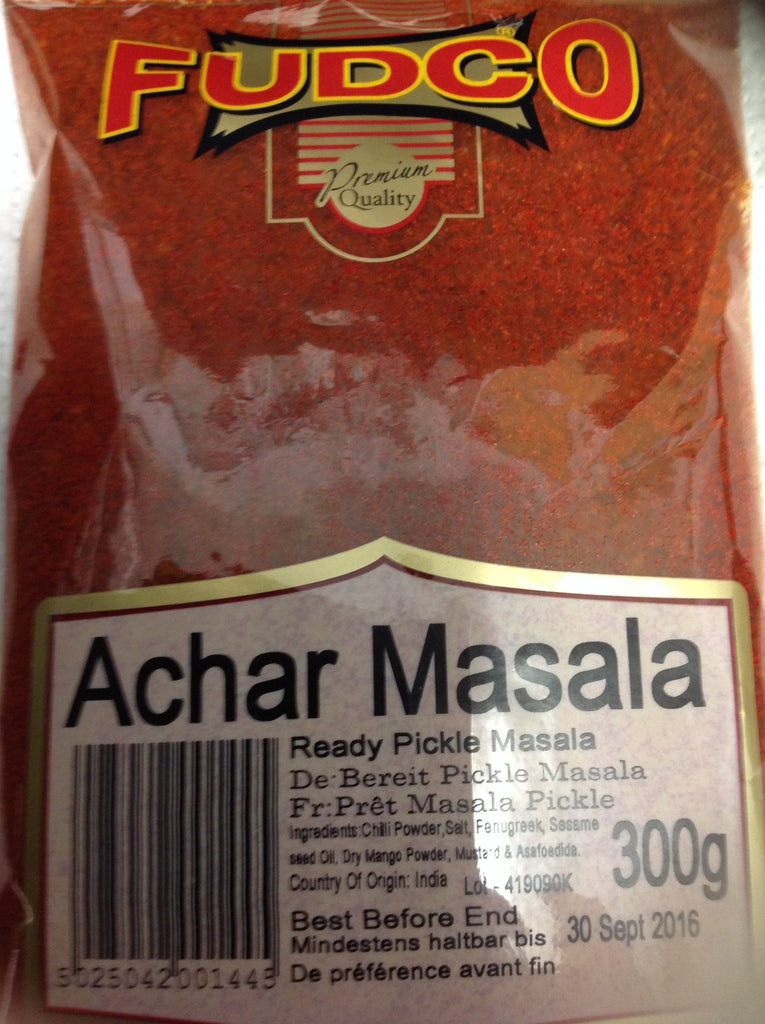 FUDCO
Premium
Quality
Achar Masala
Ready Pickle Masala
De:Bereit Pickle Masala
Fr:Prêt Masala Pickle
Ingredients:Chilli Powder,Salt, Fenugreek, Sesame
seed Oil, Dry Mango Powder, Mustard & Asafoedida.
300g
Country Of Origin: India Lot - 419090K
Best Before End
Mindestens haltbar bis 30 Sept 2016
De préférence avant fin
5025042001445